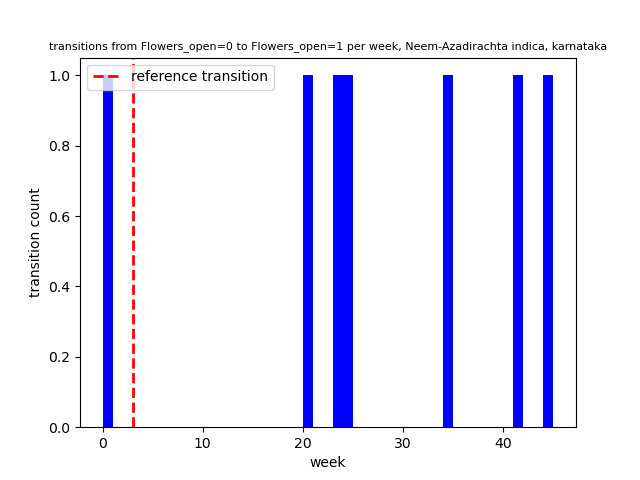 transitions from Flowers_open=0 to Flowers_open=1 per week, Neem-Azadirachta indica, karnataka
reference transition
1.0
0.8
0.6
0.4
0.2
0.0
transition count
0 10 20 30 40
week